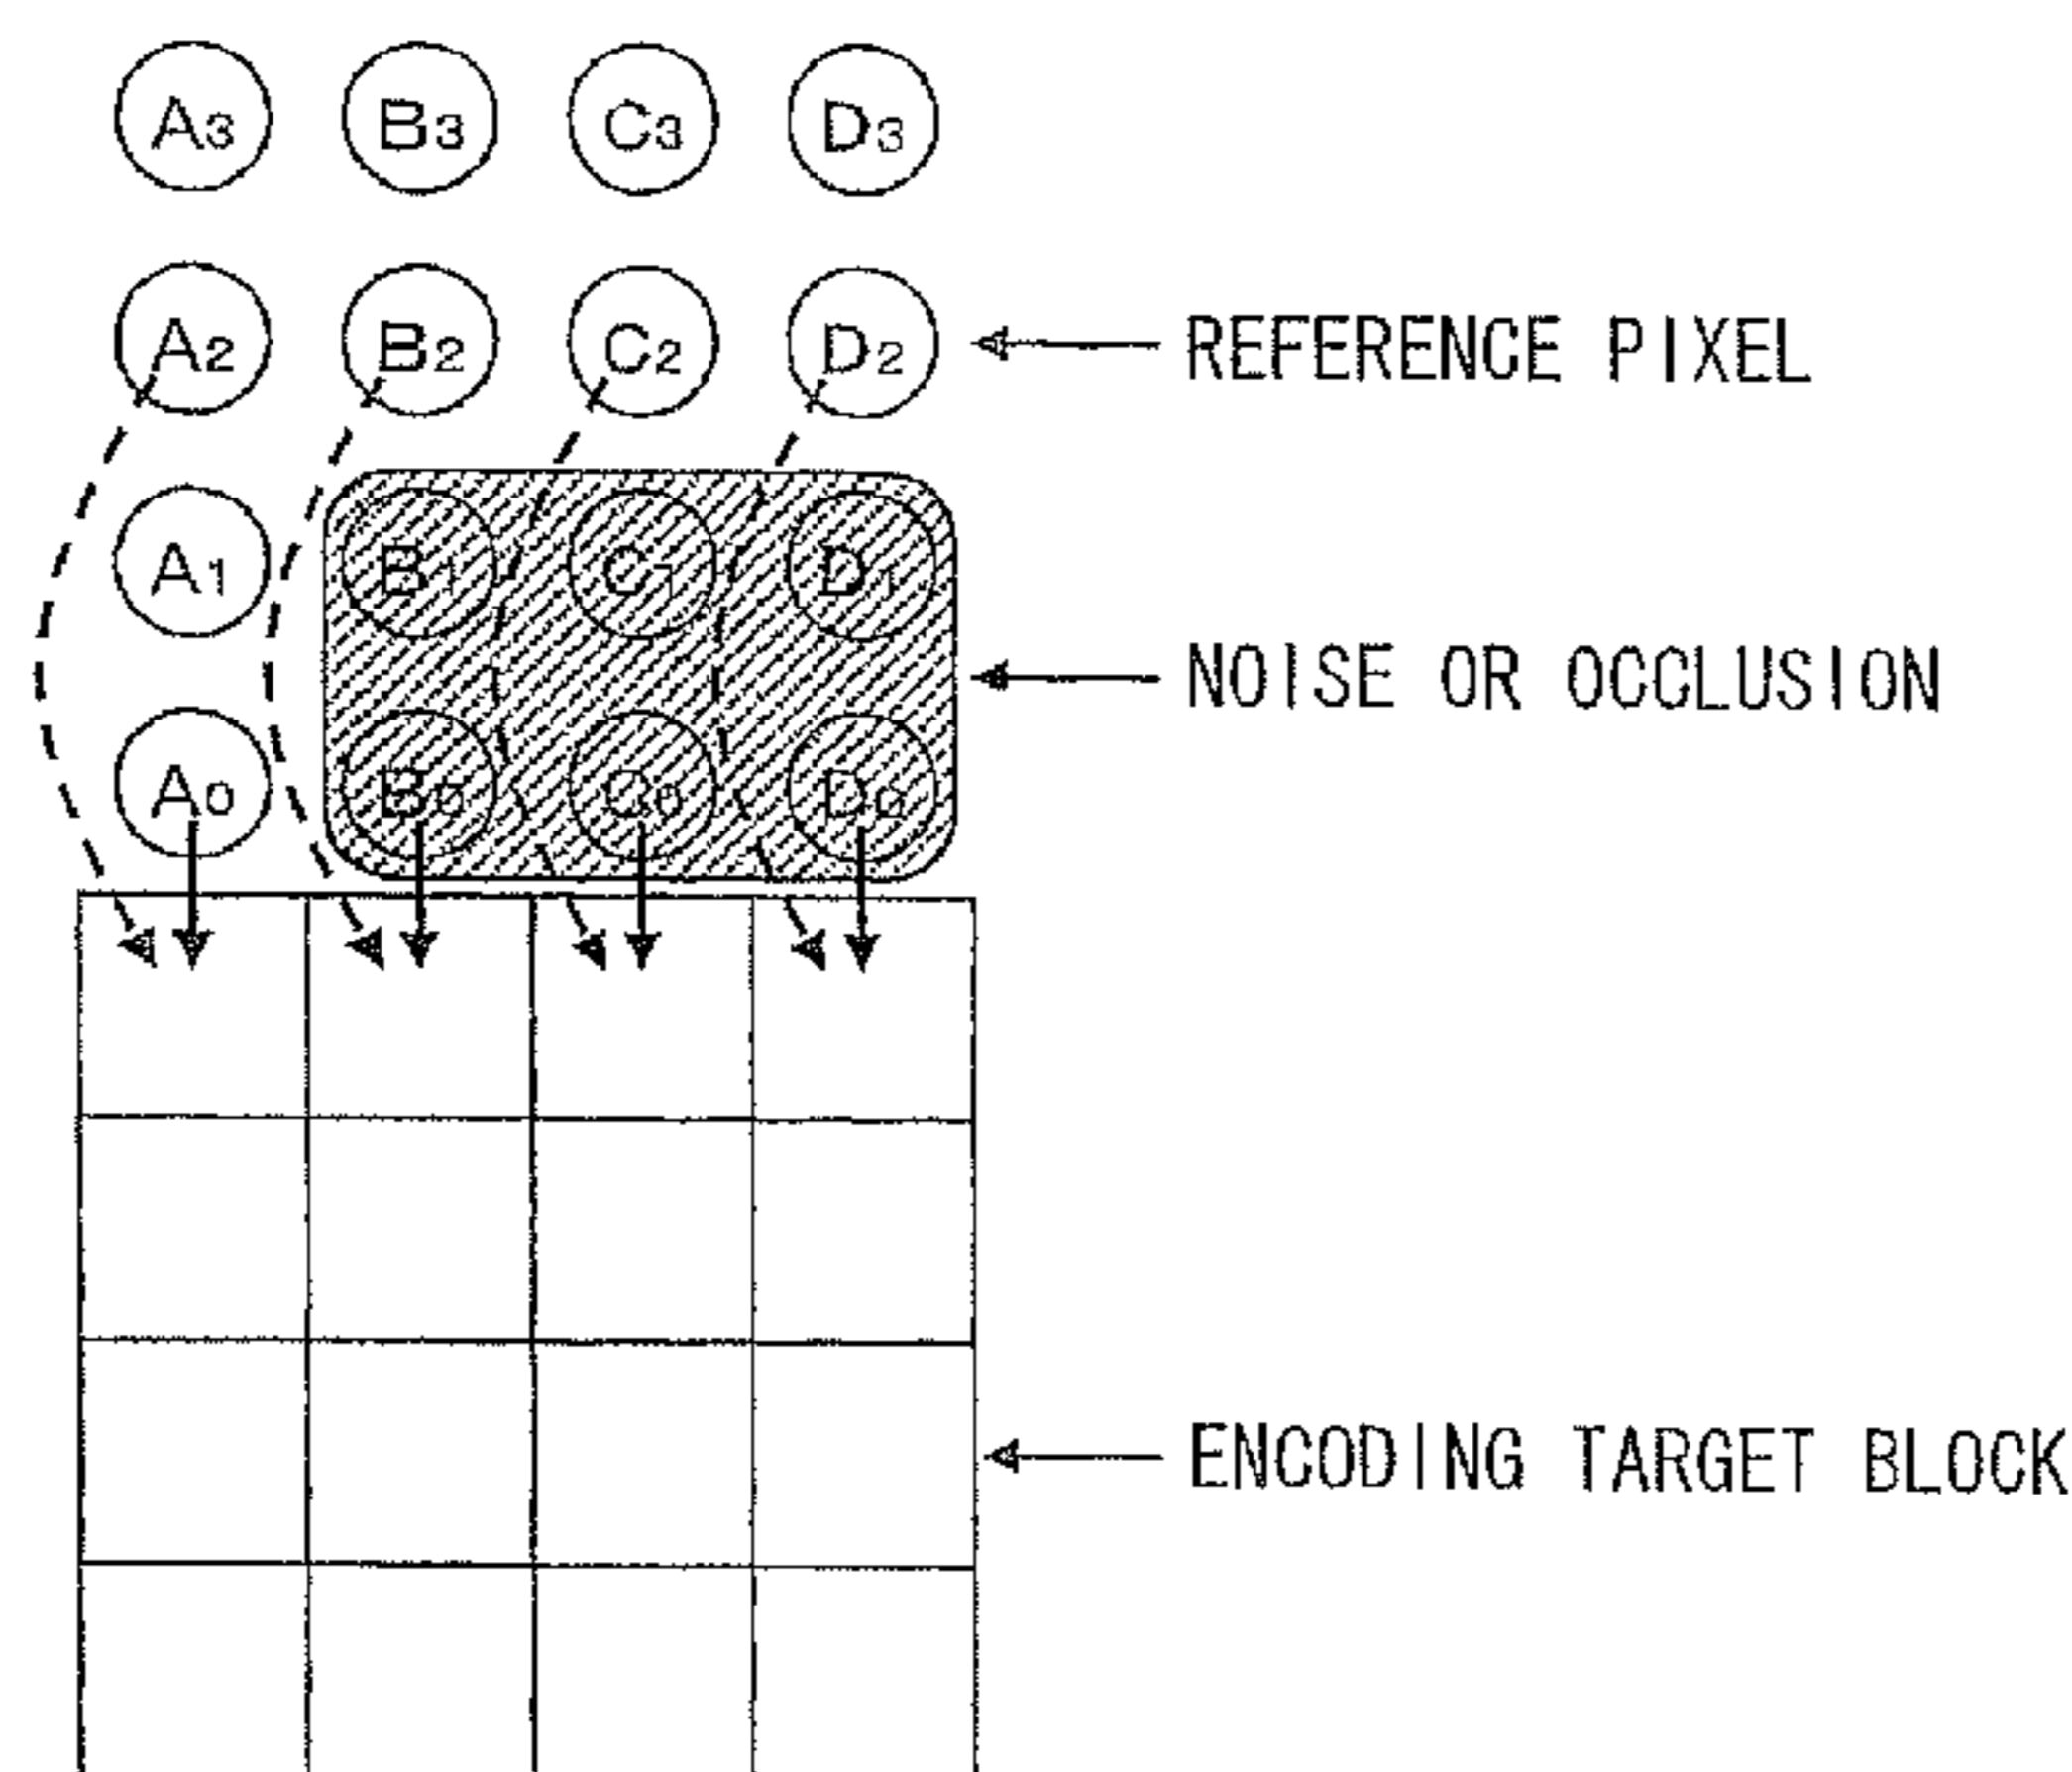 A3 B3 C3 D3
A2 B2 C2 D2 REFERENCE PIXEL
A1 B1 C1 D1
NOISE OR OCCLUSION
A0 B0 C0 D0
ENCODING TARGET BLOCK